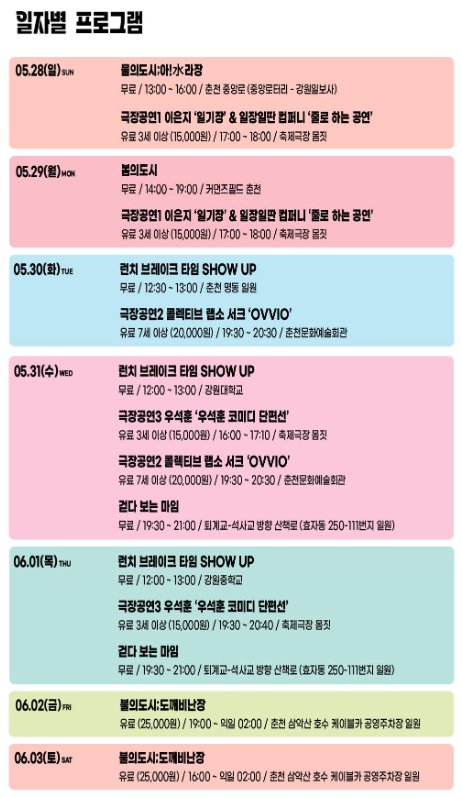 일자별 프로그램
05.28(일) SUN
물의도시:아!水라장
무료 / 13:00 ~ 16:00 / 춘천 중앙로 (중앙로터리 - 강원일보사)
극장공연1 이은지 ‘일기장’ & 일장일딴 컴퍼니 ‘줄로 하는 공연’
유료 3세 이상 (15,000원) / 17:00 ~ 18:00 / 축제극장 몸짓
05.29(월) MON
봄의도시
무료 / 14:00 ~ 19:00 / 커먼즈필드 춘천
극장공연1 이은지 ‘일기장’ & 일장일딴 컴퍼니 ‘줄로 하는 공연’
유료 3세 이상 (15,000원) / 17:00 ~ 18:00 / 축제극장 몸짓
05.30(화) TUE
런치 브레이크 타임 SHOW UP
무료 / 12:30 ~ 13:00 / 춘천 명동 일원
극장공연2 콜렉티브 랩소 서크 ‘OVVIO’
유료 7세 이상 (20,000원) / 19:30 ~ 20:30 / 춘천문화예술회관
05.31(수) WED
런치 브레이크 타임 SHOW UP
무료 / 12:00 ~ 13:00 / 강원대학교
극장공연3 우석훈 ‘우석훈 코미디 단편선’
유료 3세 이상 (15,000원) / 16:00 ~ 17:10 / 축제극장 몸짓
극장공연2 콜렉티브 랩소 서크 ‘OVVIO’
유료 7세 이상 (20,000원) / 19:30 ~ 20:30 / 춘천문화예술회관
걷다 보는 마임
무료 / 19:30 ~ 21:00 / 퇴계교-석사교 방향 산책로 (효자동 250-111번지 일원)
06.01(목) THU
런치 브레이크 타임 SHOW UP
무료 / 12:00 ~ 13:00 / 강원중학교
극장공연3 우석훈 ‘우석훈 코미디 단편선’
유료 3세 이상 (15,000원) / 19:30 ~ 20:40 / 축제극장 몸짓
걷다 보는 마임
무료 / 19:30 ~ 21:00 / 퇴계교-석사교 방향 산책로 (효자동 250-111번지 일원)
06.02(금) FRI
불의도시;도깨비난장
유료 (25,000원) / 19:00 ~ 익일 02:00 / 춘천 삼악산 호수 케이블카 공영주차장 일원
06.03(토) SAT
불의도시;도깨비난장
유료 (25,000원) / 16:00 ~ 익일 02:00 / 춘천 삼악산 호수 케이블카 공영주차장 일원